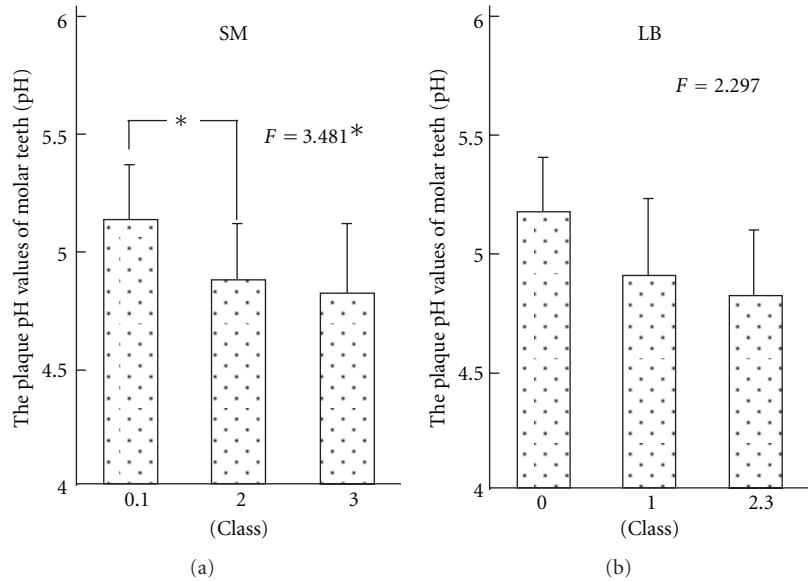 The plaque pH values of molar teeth (pH)
6
5.5
5
4.5
4
SM
*
F = 3.481*
0.1 2 3
(Class)
(a)
The plaque pH values of molar teeth (pH)
6
5.5
5
4.5
4
LB
F = 2.297
0 1 2.3
(Class)
(b)